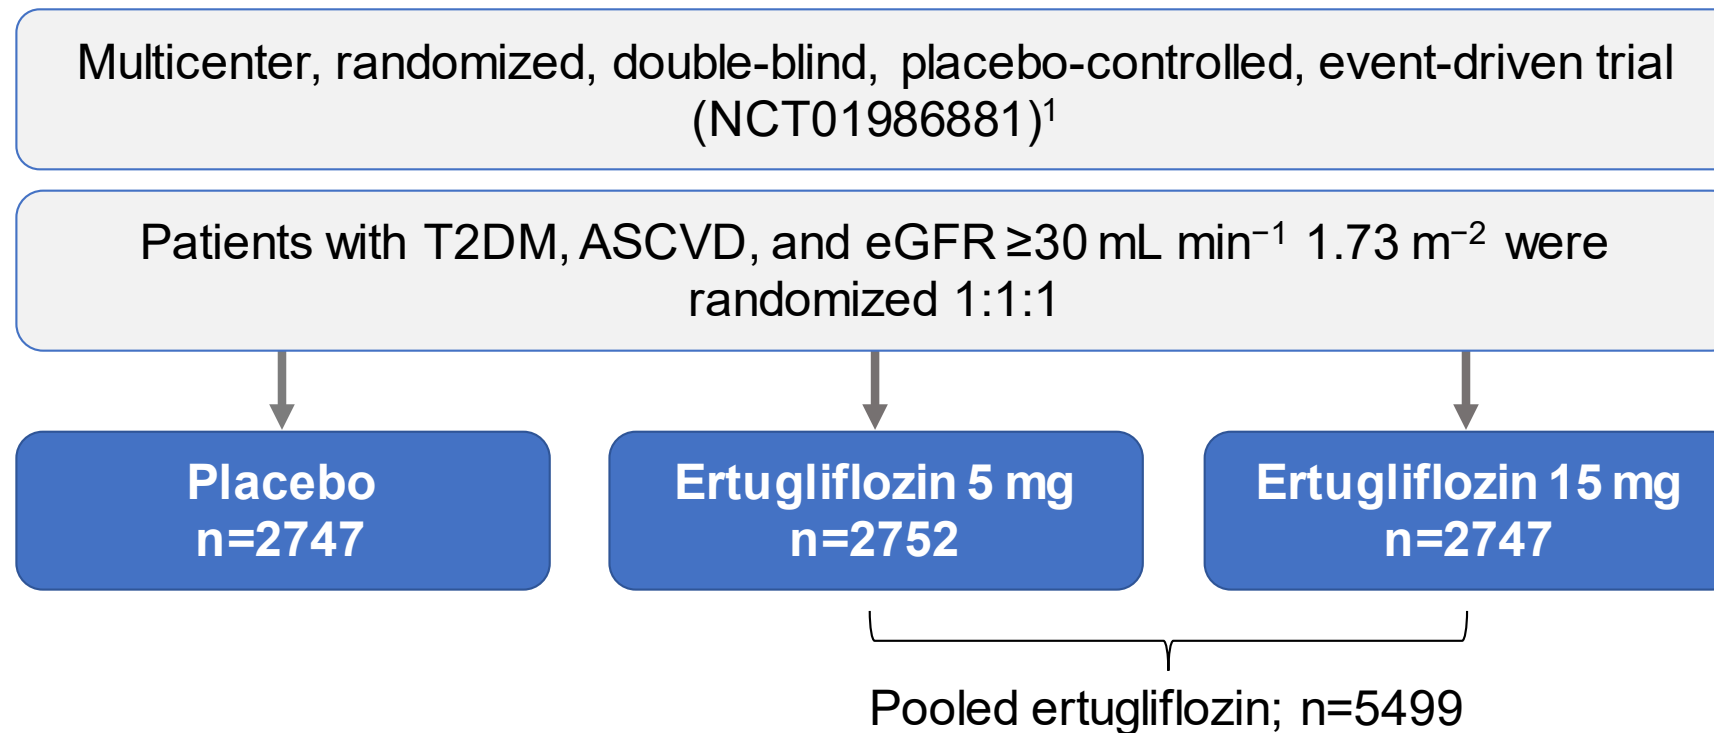 Multicenter, randomized, double-blind, placebo-controlled, event-driven trial
(NCT01986881)¹
Patients with T2DM, ASCVD, and eGFR ≥30 mL min⁻¹ 1.73 m⁻² were
randomized 1:1:1
Placebo
n=2747
Ertugliflozin 5 mg
n=2752
Ertugliflozin 15 mg
n=2747
Pooled ertugliflozin; n=5499